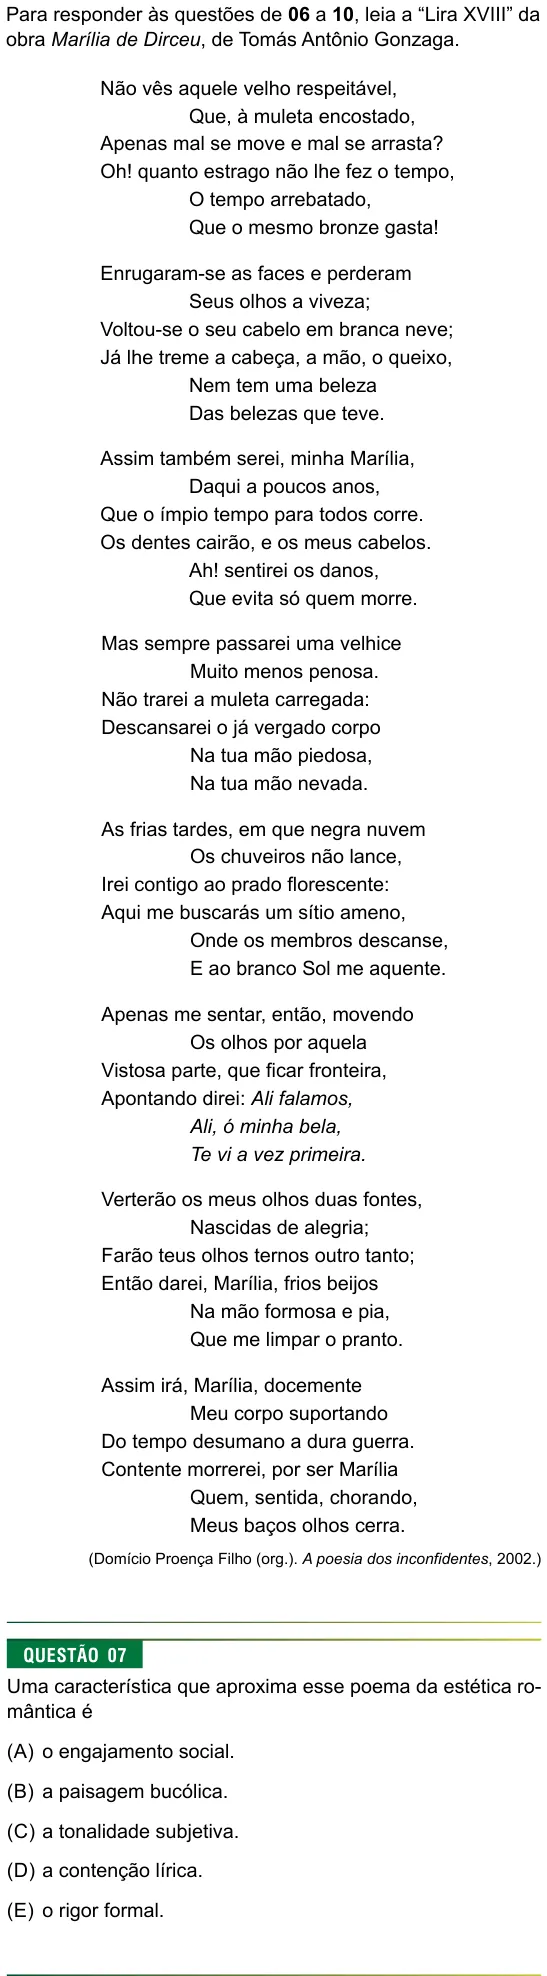 Para responder às questões de 06 a 10, leia a “Lira XVIII” da
obra Marília de Dirceu, de Tomás Antônio Gonzaga.
Não vês aquele velho respeitável,
Que, à muleta encostado,
Apenas mal se move e mal se arrasta?
Oh! quanto estrago não lhe fez o tempo,
O tempo arrebatado,
Que o mesmo bronze gasta!
Enrugaram-se as faces e perderam
Seus olhos a viveza;
Voltou-se o seu cabelo em branca neve;
Já lhe treme a cabeça, a mão, o queixo,
Nem tem uma beleza
Das belezas que teve.
Assim também serei, minha Marília,
Daqui a poucos anos,
Que o ímpio tempo para todos corre.
Os dentes cairão, e os meus cabelos.
Ah! sentirei os danos,
Que evita só quem morre.
Mas sempre passarei uma velhice
Muito menos penosa.
Não trarei a muleta carregada:
Descansarei o já vergado corpo
Na tua mão piedosa,
Na tua mão nevada.
As frias tardes, em que negra nuvem
Os chuveiros não lance,
Irei contigo ao prado florescente:
Aqui me buscarás um sítio ameno,
Onde os membros descanse,
E ao branco Sol me aquente.
Apenas me sentar, então, movendo
Os olhos por aquela
Vistosa parte, que ficar fronteira,
Apontando direi: Ali falamos,
Ali, ó minha bela,
Te vi a vez primeira.
Verterão os meus olhos duas fontes,
Nascidas de alegria;
Farão teus olhos ternos outro tanto;
Então darei, Marília, frios beijos
Na mão formosa e pia,
Que me limpar o pranto.
Assim irá, Marília, docemente
Meu corpo suportando
Do tempo desumano a dura guerra.
Contente morrerei, por ser Marília
Quem, sentida, chorando,
Meus baços olhos cerra.
(Domício Proença Filho (org.). A poesia dos inconfidentes, 2002.)
QUESTÃO 07
Uma característica que aproxima esse poema da estética ro-
mântica é
(A) o engajamento social.
(B) a paisagem bucólica.
(C) a tonalidade subjetiva.
(D) a contenção lírica.
(E) o rigor formal.